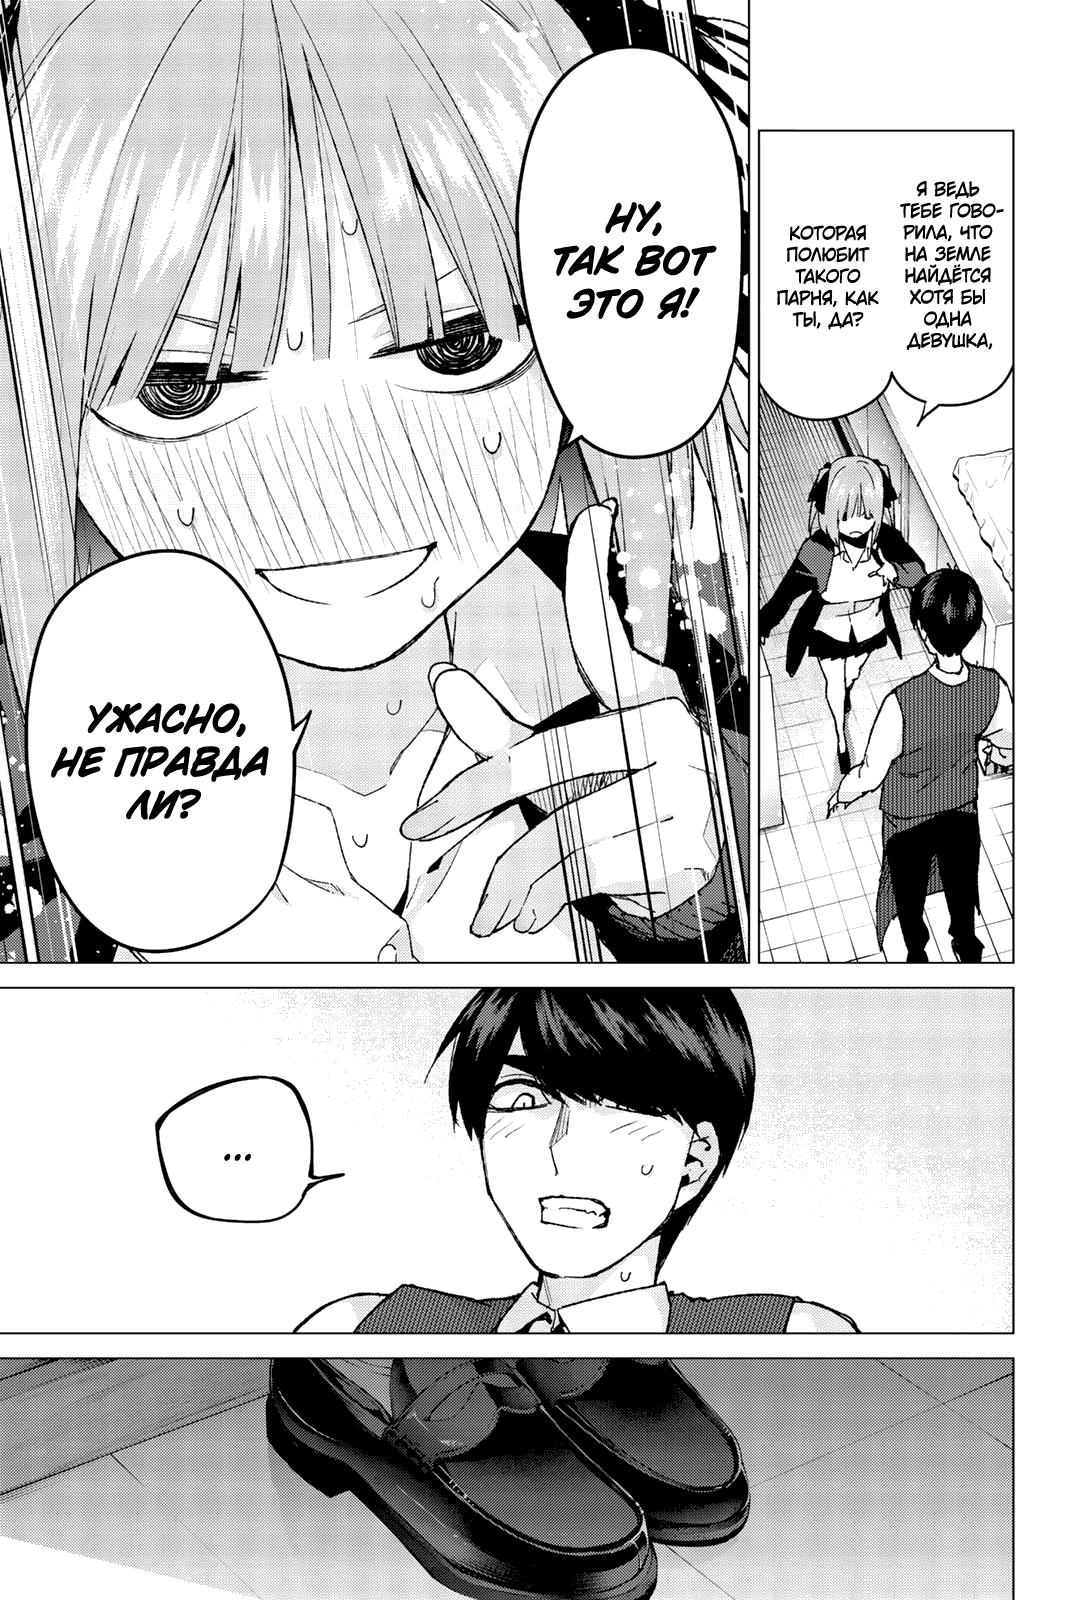 Я ВЕДЬ
ТЕБЕ ГОВО-
РИЛА, ЧТО
НА ЗЕМЛЕ
НАЙДЁТСЯ
ХОТЯ БЫ
ОДНА
ДЕВУШКА,
КОТОРАЯ
ПОЛЮБИТ
ТАКОГО
ПАРНЯ, КАК
ТЫ, ДА?
НУ,
ТАК ВОТ
ЭТО Я!
УЖАСНО,
НЕ ПРАВДА
ЛИ?
...